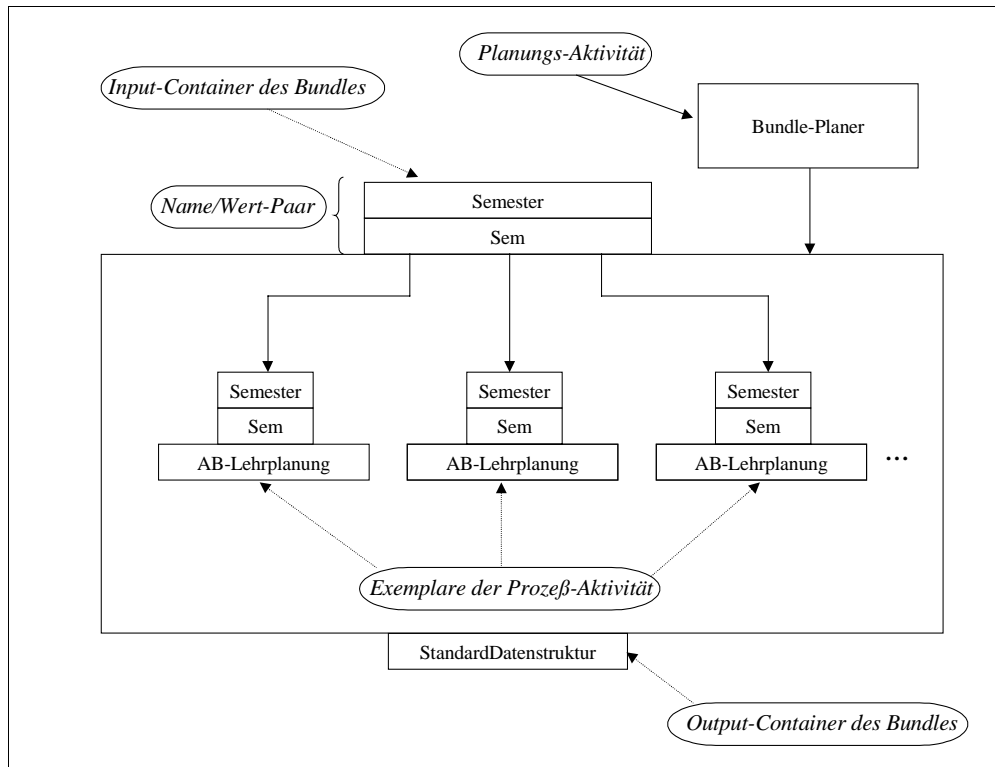 Planungs-Aktivität
Input-Container des Bundles
Bundle-Planer
Name/Wert-Paar
Semester
Sem
Semester
Semester
Semester
Sem
Sem
Sem
AB-Lehrplanung
AB-Lehrplanung
AB-Lehrplanung
...
Exemplare der Prozeß-Aktivität
StandardDatenstruktur
Output-Container des Bundles